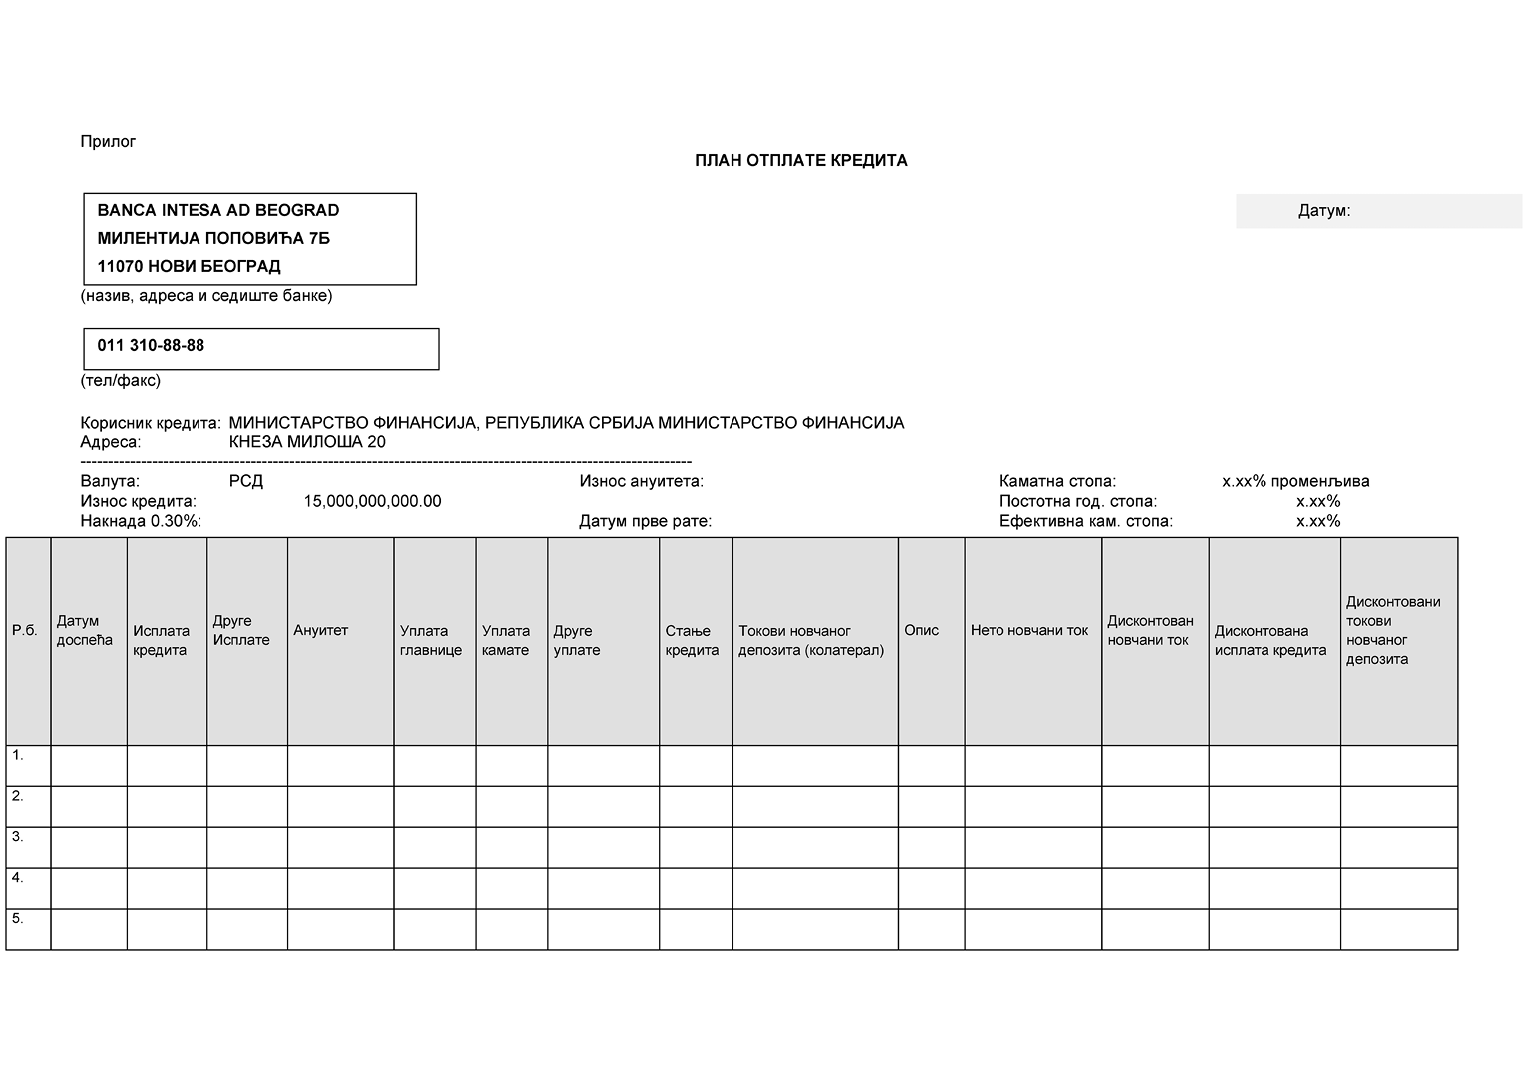 Прилог
ПЛАН ОТПЛАТЕ КРЕДИТА
BANCA INTESA AD BEOGRAD
МИЛЕНТИЈА ПОПОВИЋА 7Б
11070 НОВИ БЕОГРАД
Датум:
(назив, адреса и седиште банке)
011 310-88-88
(тел/факс)
Корисник кредита: МИНИСТАРСТВО ФИНАНСИЈА, РЕПУБЛИКА СРБИЈА МИНИСТАРСТВО ФИНАНСИЈА
Адреса: КНЕЗА МИЛОША 20
Валута: РСД Износ ануитета: Каматна стопа: x.xx% променљива
Износ кредита: 15,000,000,000.00 Постотна год. стопа: x.xx%
Накнада 0.30%: Датум прве рате: Ефективна кам. стопа: x.xx%
Р.б.
Датум
доспећа
Исплата
кредита
Друге
Исплате
Ануитет
Уплата
главнице
Уплата
камате
Друге
уплате
Стање
кредита
Токови новчаног
депозита (колатерал)
Опис
Нето новчани ток
Дисконтован
новчани ток
Дисконтована
исплата кредита
Дисконтовани
токови
новчаног
депозита
1.
2.
3.
4.
5.